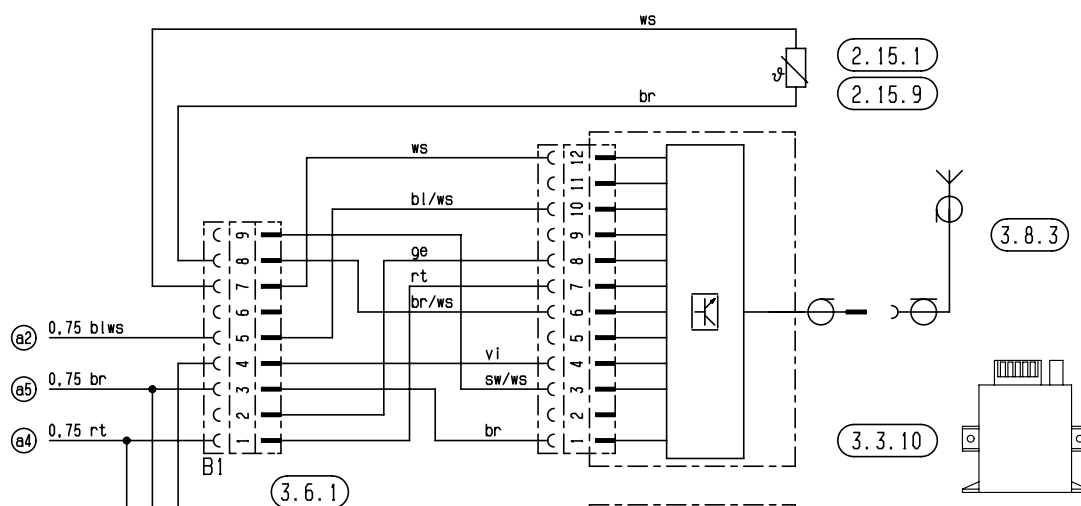 ws
2.15.1
ϑ
2.15.9
br
ws
12
11
bl/ws
10
9
9
3.8.3
8
ge
8
7
rt
7
6
br/ws
6
a2 0,75 blws
5
5
4
vi
4
a5 0,75 br
3
sw/ws
3
2
2
a4 0,75 rt
1
br
1
3.3.10
B1
3.6.1